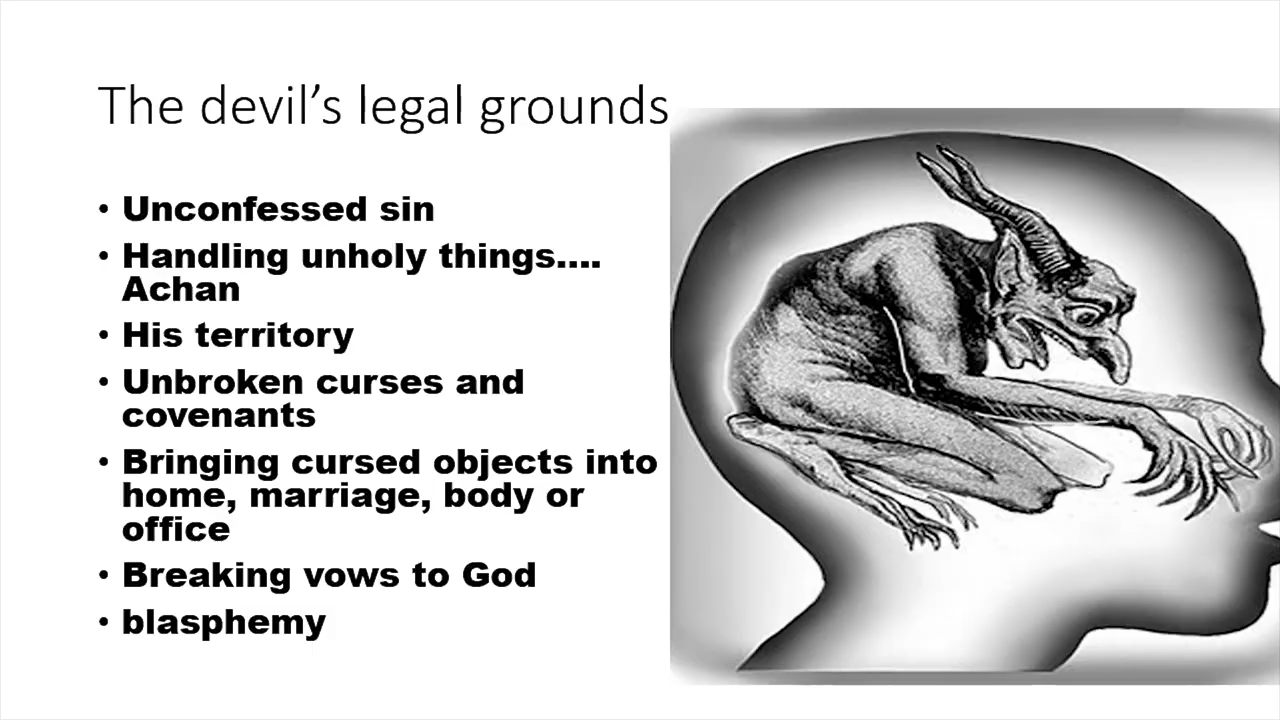 The devil’s legal grounds
• Unconfessed sin
• Handling unholy things....
Achan
• His territory
• Unbroken curses and
covenants
• Bringing cursed objects into
home, marriage, body or
office
• Breaking vows to God
• blasphemy